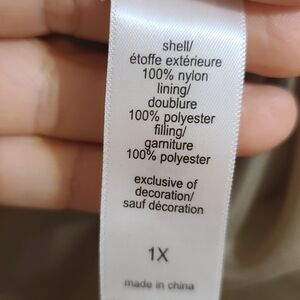 shell/
étoffe extérieure
100% nylon
lining/
doublure
100% polyester
filling/
garniture
100% polyester
exclusive of
decoration/
sauf décoration
1X
made in china